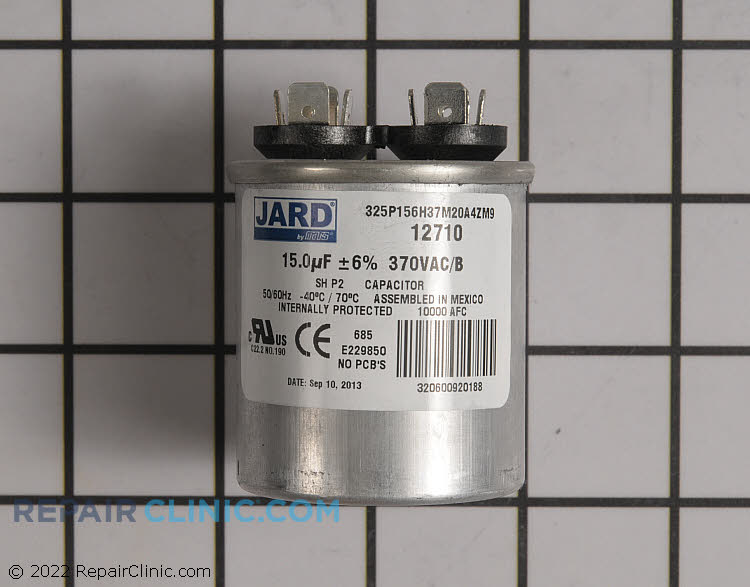 325P156H37M20A4ZM9
JARD®
12710
15.0µF ±6% 370VAC/B
SH P2 CAPACITOR
50/60Hz -40ºC / 70ºC ASSEMBLED IN MEXICO
INTERNALLY PROTECTED 10000 AFC
c UR US
C22.2 NO.190
CE
685
E229850
NO PCB'S
DATE: Sep 10, 2013
320600920188
REPAIRCLINIC.COM
© 2022 RepairClinic.com